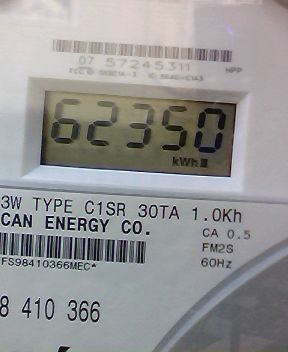 07 57245311
HPP
62350
kWh
3W TYPE C1SR 30TA 1.0Kh
CAN ENERGY CO.
CA 0.5
FM2S
FS98410366MEC*
60Hz
8 410 366